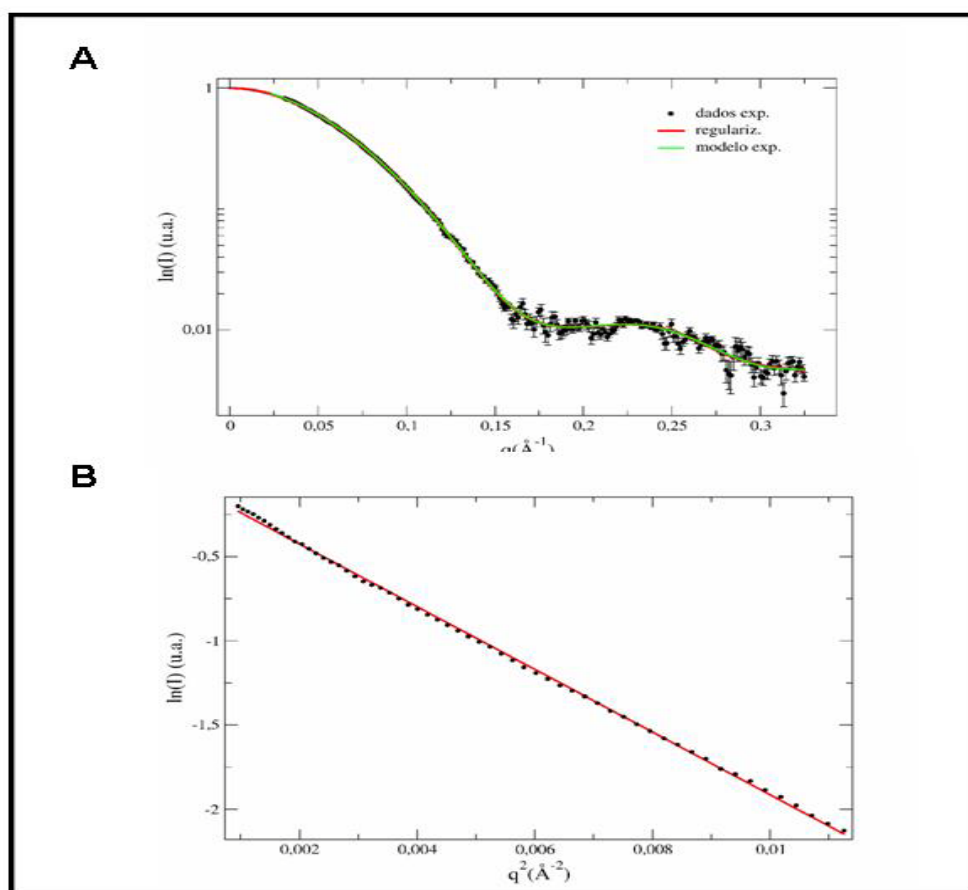 A
1
0,01
ln(I) (u.a.)
dados exp.
regulariz.
modelo exp.
0 0,05 0,1 0,15 0,2 0,25 0,3
q(Å-1)
B
-0,5
-1
-1,5
-2
ln(I) (u.a.)
0,002 0,004 0,006 0,008 0,01
q2(Å-2)